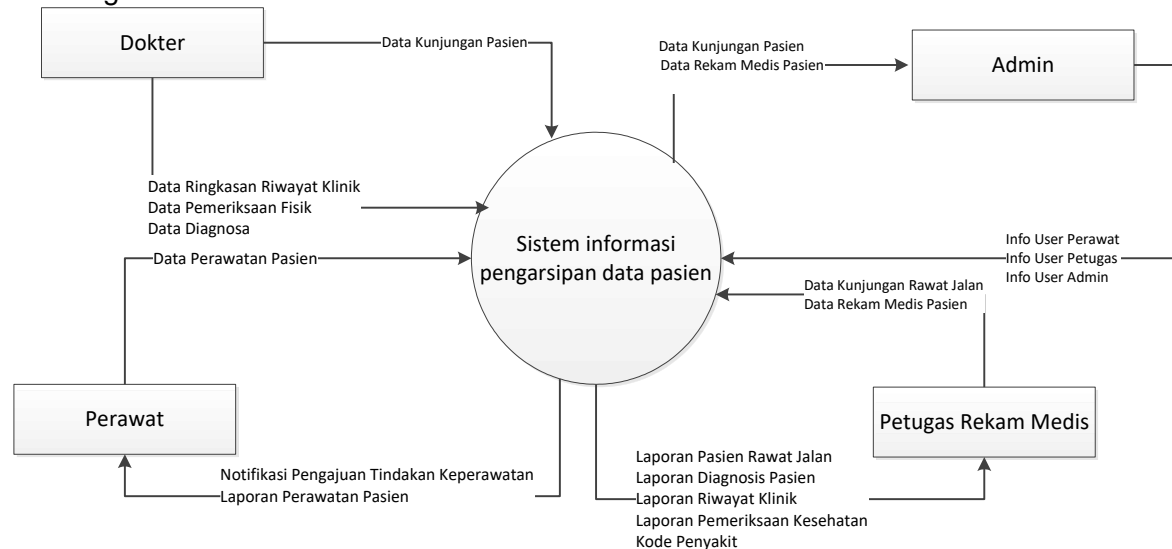 Dokter
Data Kunjungan Pasien
Data Kunjungan Pasien
Data Rekam Medis Pasien
Admin
Data Ringkasan Riwayat Klinik
Data Pemeriksaan Fisik
Data Diagnosa
Sistem informasi
pengarsipan data pasien
Info User Perawat
Info User Petugas
Info User Admin
Data Perawatan Pasien
Data Kunjungan Rawat Jalan
Data Rekam Medis Pasien
Perawat
Petugas Rekam Medis
Notifikasi Pengajuan Tindakan Keperawatan
Laporan Perawatan Pasien
Laporan Pasien Rawat Jalan
Laporan Diagnosis Pasien
Laporan Riwayat Klinik
Laporan Pemeriksaan Kesehatan
Kode Penyakit